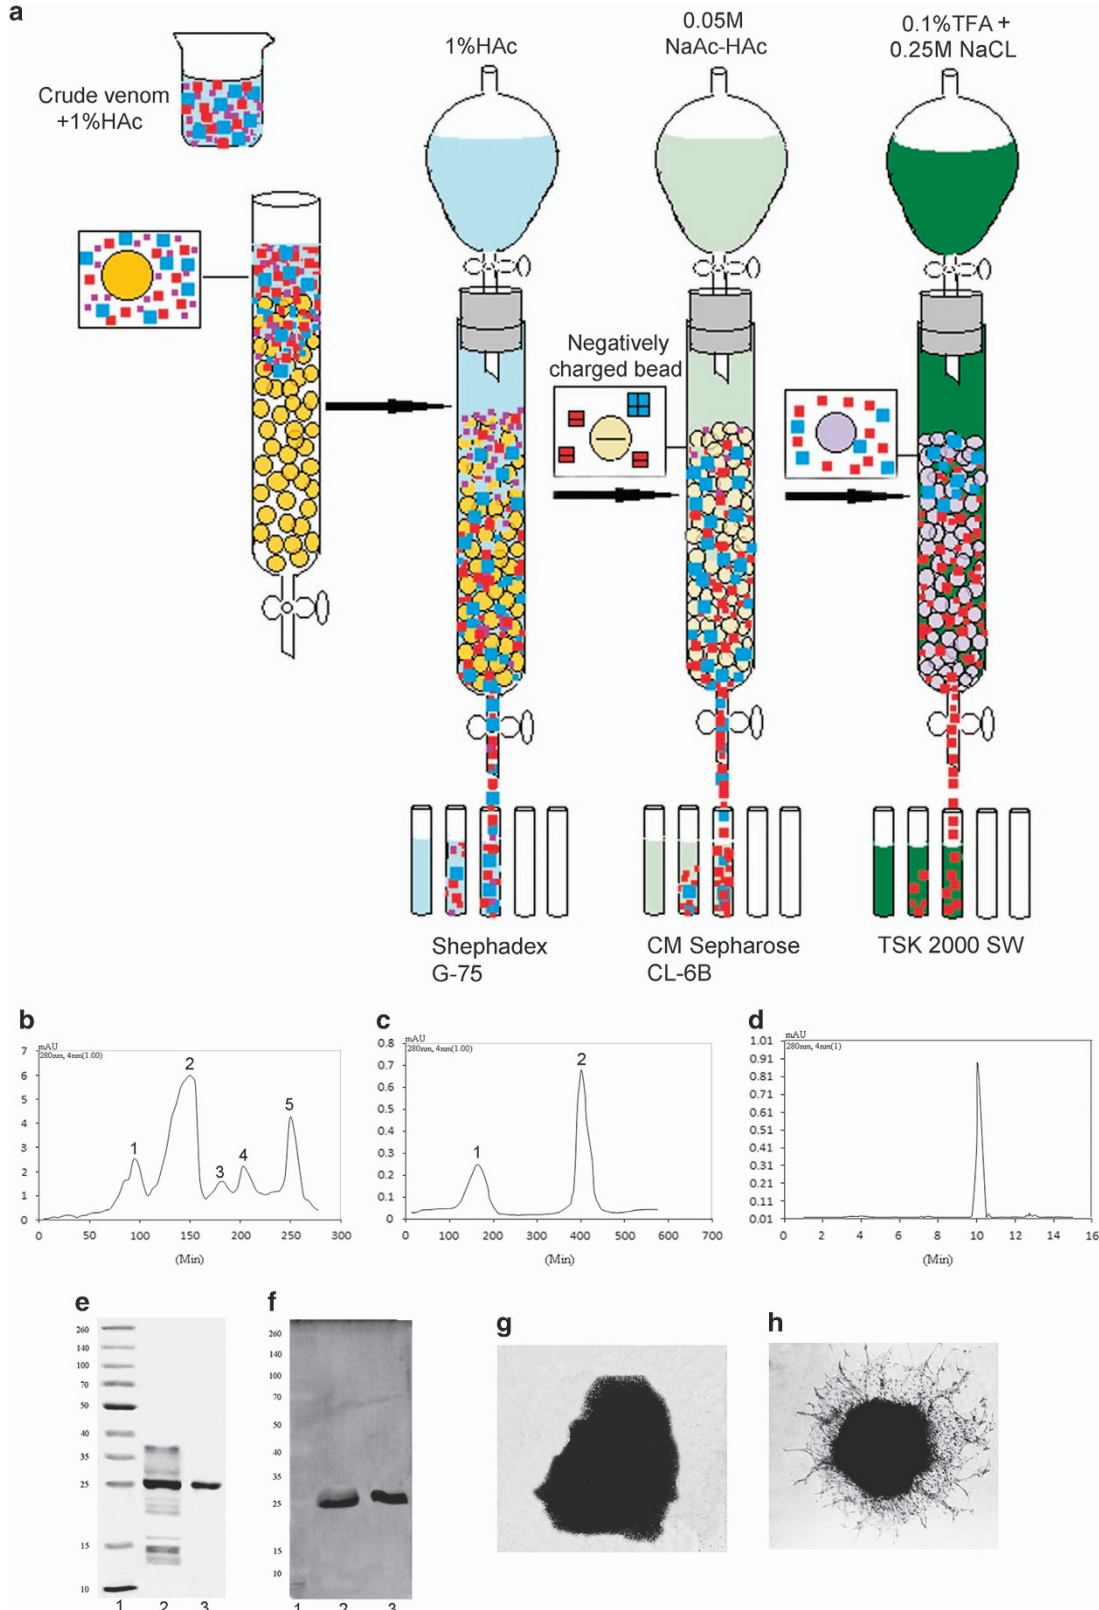 a
Crude venom
+1%HAc
1%HAc
0.05M
NaAc-HAc
0.1%TFA +
0.25M NaCL
Negatively
charged bead
Shephadex
G-75
CM Sepharose
CL-6B
TSK 2000 SW
b
mAU
280nm, 4nm(1.00)
7
6
5
4
3
2
1
0
1
2
3
4
5
0
50
100
150
200
250
300
(Min)
c
mAU
280nm, 4nm(1.00)
0.8
0.7
0.6
0.5
0.4
0.3
0.2
0.1
0
1
2
0
100
200
300
400
500
600
700
(Min)
d
mAU
280nm, 4nm(1)
1.01
0.91
0.81
0.71
0.61
0.51
0.41
0.31
0.21
0.11
0.01
0
2
4
6
8
10
12
14
16
(Min)
e
260
140
100
70
50
40
35
25
15
10
1
2
3
f
260
140
100
70
50
40
35
25
15
10
1
2
3
g
h